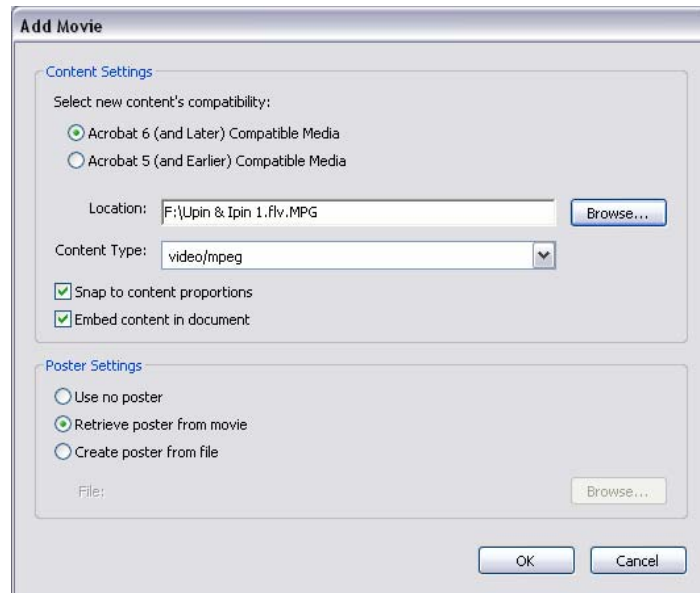 Add Movie
Content Settings
Select new content's compatibility:
Acrobat 6 (and Later) Compatible Media
Acrobat 5 (and Earlier) Compatible Media
Location: F:\Upin & Ipin 1.flv.MPG Browse...
Content Type: video/mpeg
Snap to content proportions
Embed content in document
Poster Settings
Use no poster
Retrieve poster from movie
Create poster from file
File: Browse...
OK Cancel